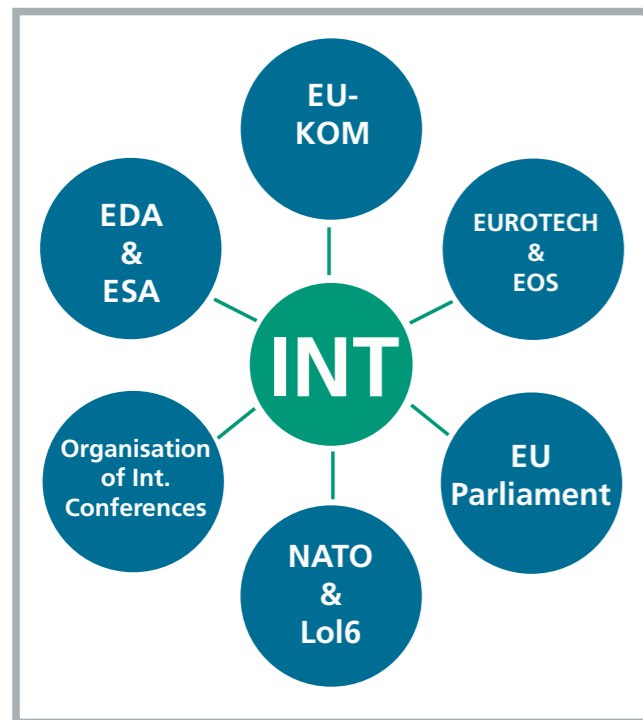 EU-
KOM
EDA
&
ESA
EUROTECH
&
EOS
INT
Organisation
of Int.
Conferences
EU
Parliament
NATO
&
LoI6